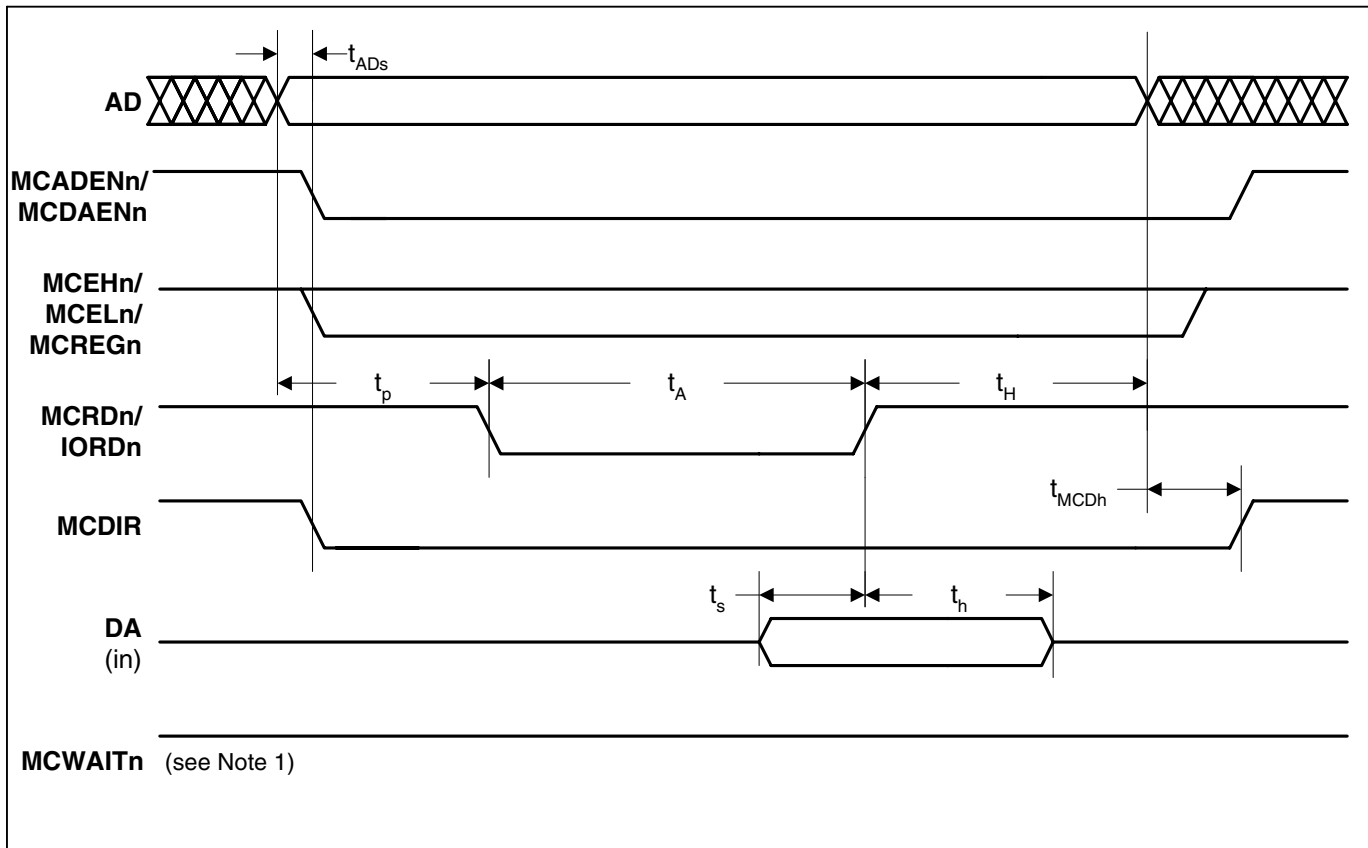 tADs
AD
MCADENn/
MCDAENn
MCEHn/
MCELn/
MCREGn
tp
tA
tH
MCRDn/
IORDn
tMCDh
MCDIR
ts
th
DA
(in)
MCWAITn (see Note 1)